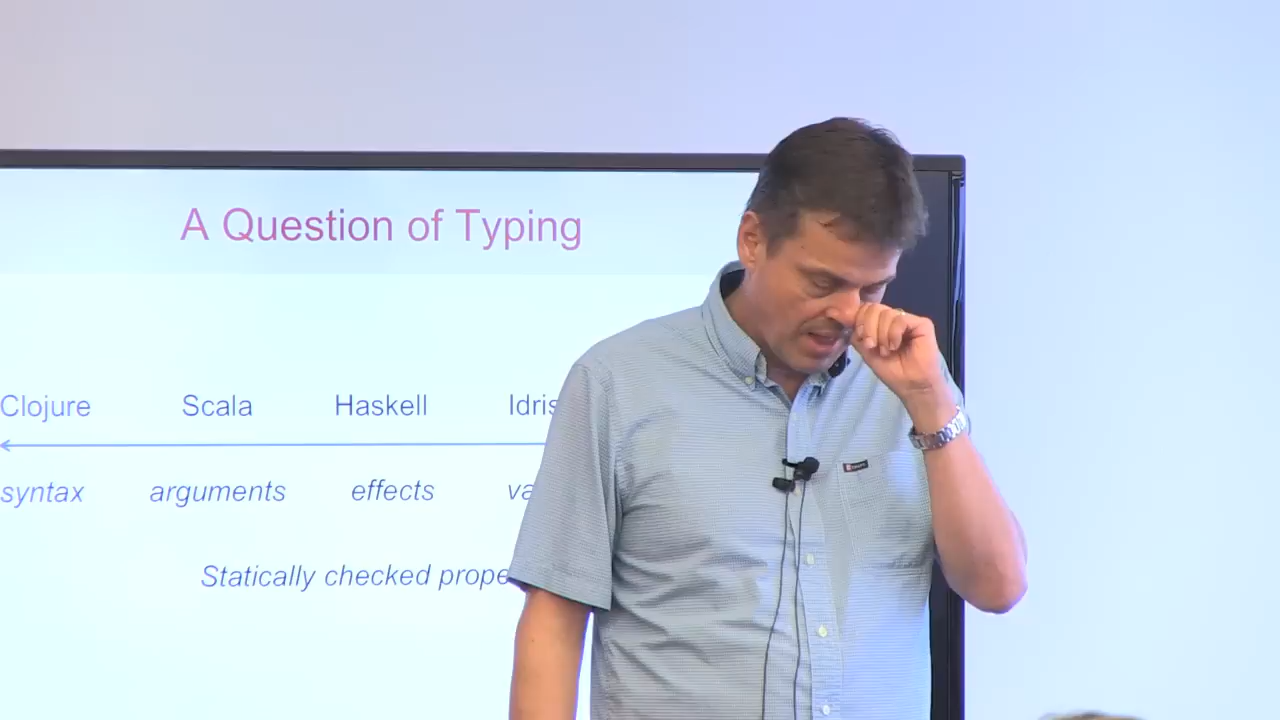 A Question of Typing
Clojure Scala Haskell Idris
syntax arguments effects va
Statically checked prope